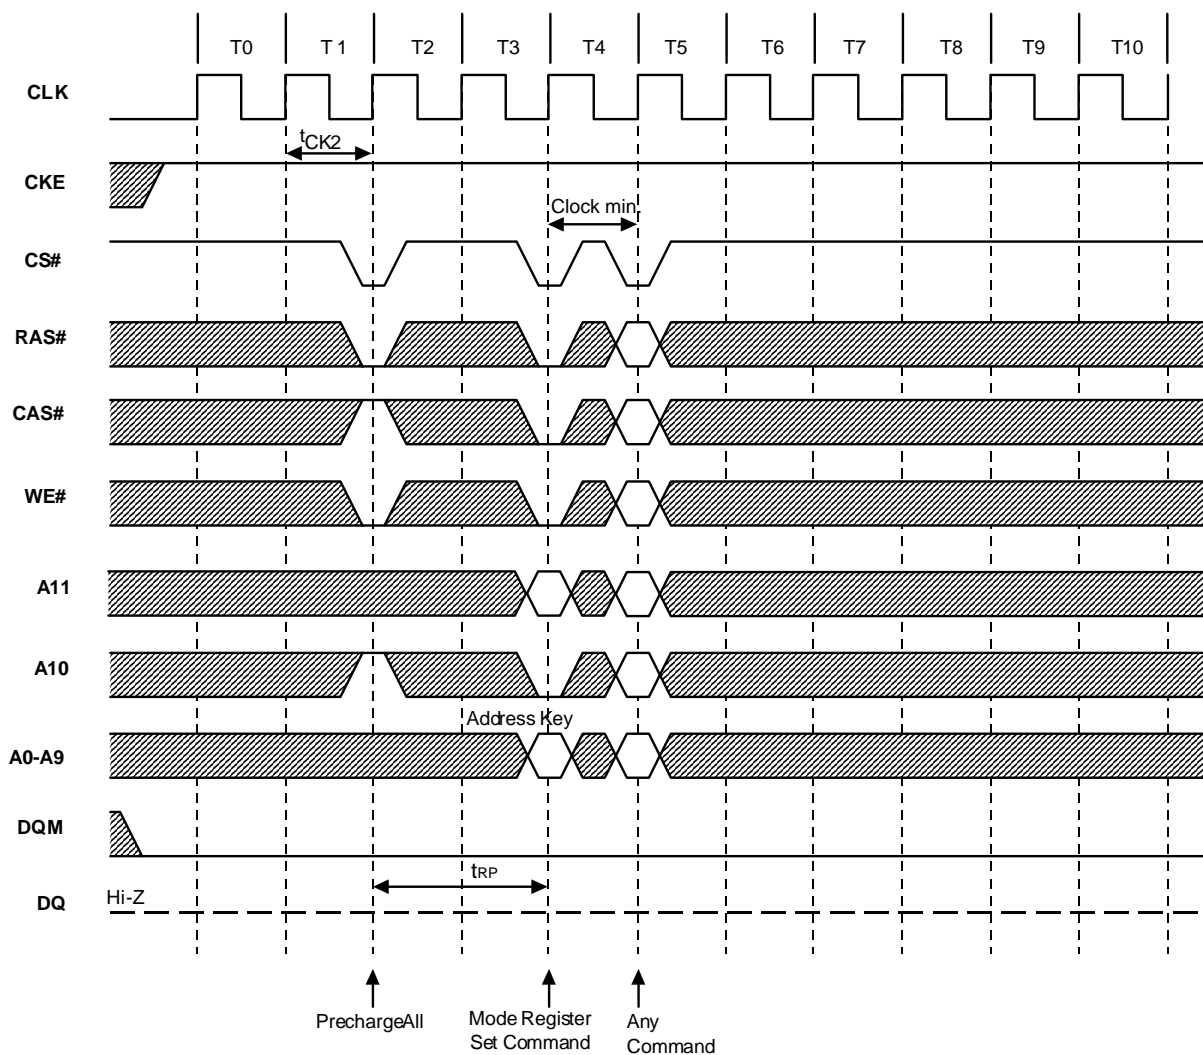 T0 T1 T2 T3 T4 T5 T6 T7 T8 T9 T10
CLK
tCK2
CKE
Clock min.
CS#
RAS#
CAS#
WE#
A11
A10
Address Key
A0-A9
DQM
tRP
DQ Hi-Z
PrechargeAll
Mode Register
Set Command
Any
Command